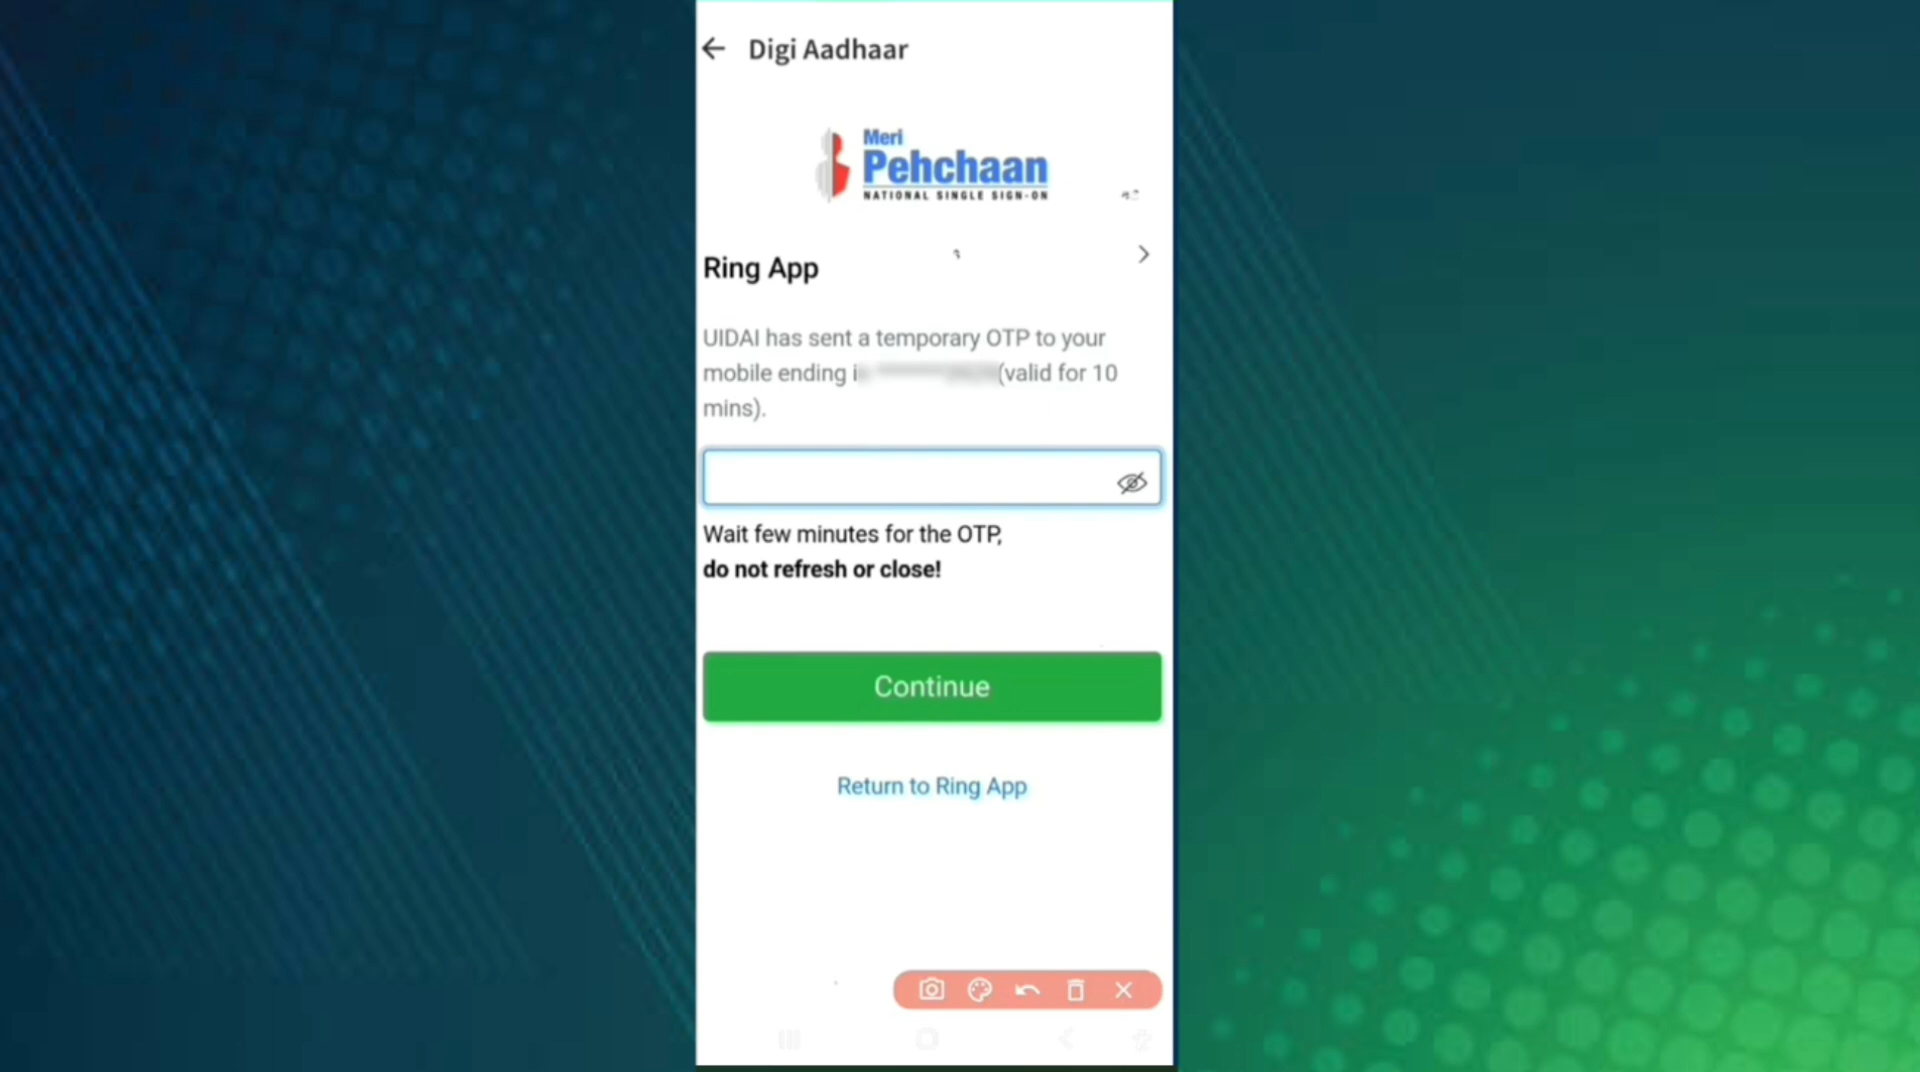 Digi Aadhaar
Meri
Pehchaan
NATIONAL SINGLE SIGN-ON
Ring App
UIDAI has sent a temporary OTP to your
mobile ending (valid for 10
mins).
Wait few minutes for the OTP,
do not refresh or close!
Continue
Return to Ring App